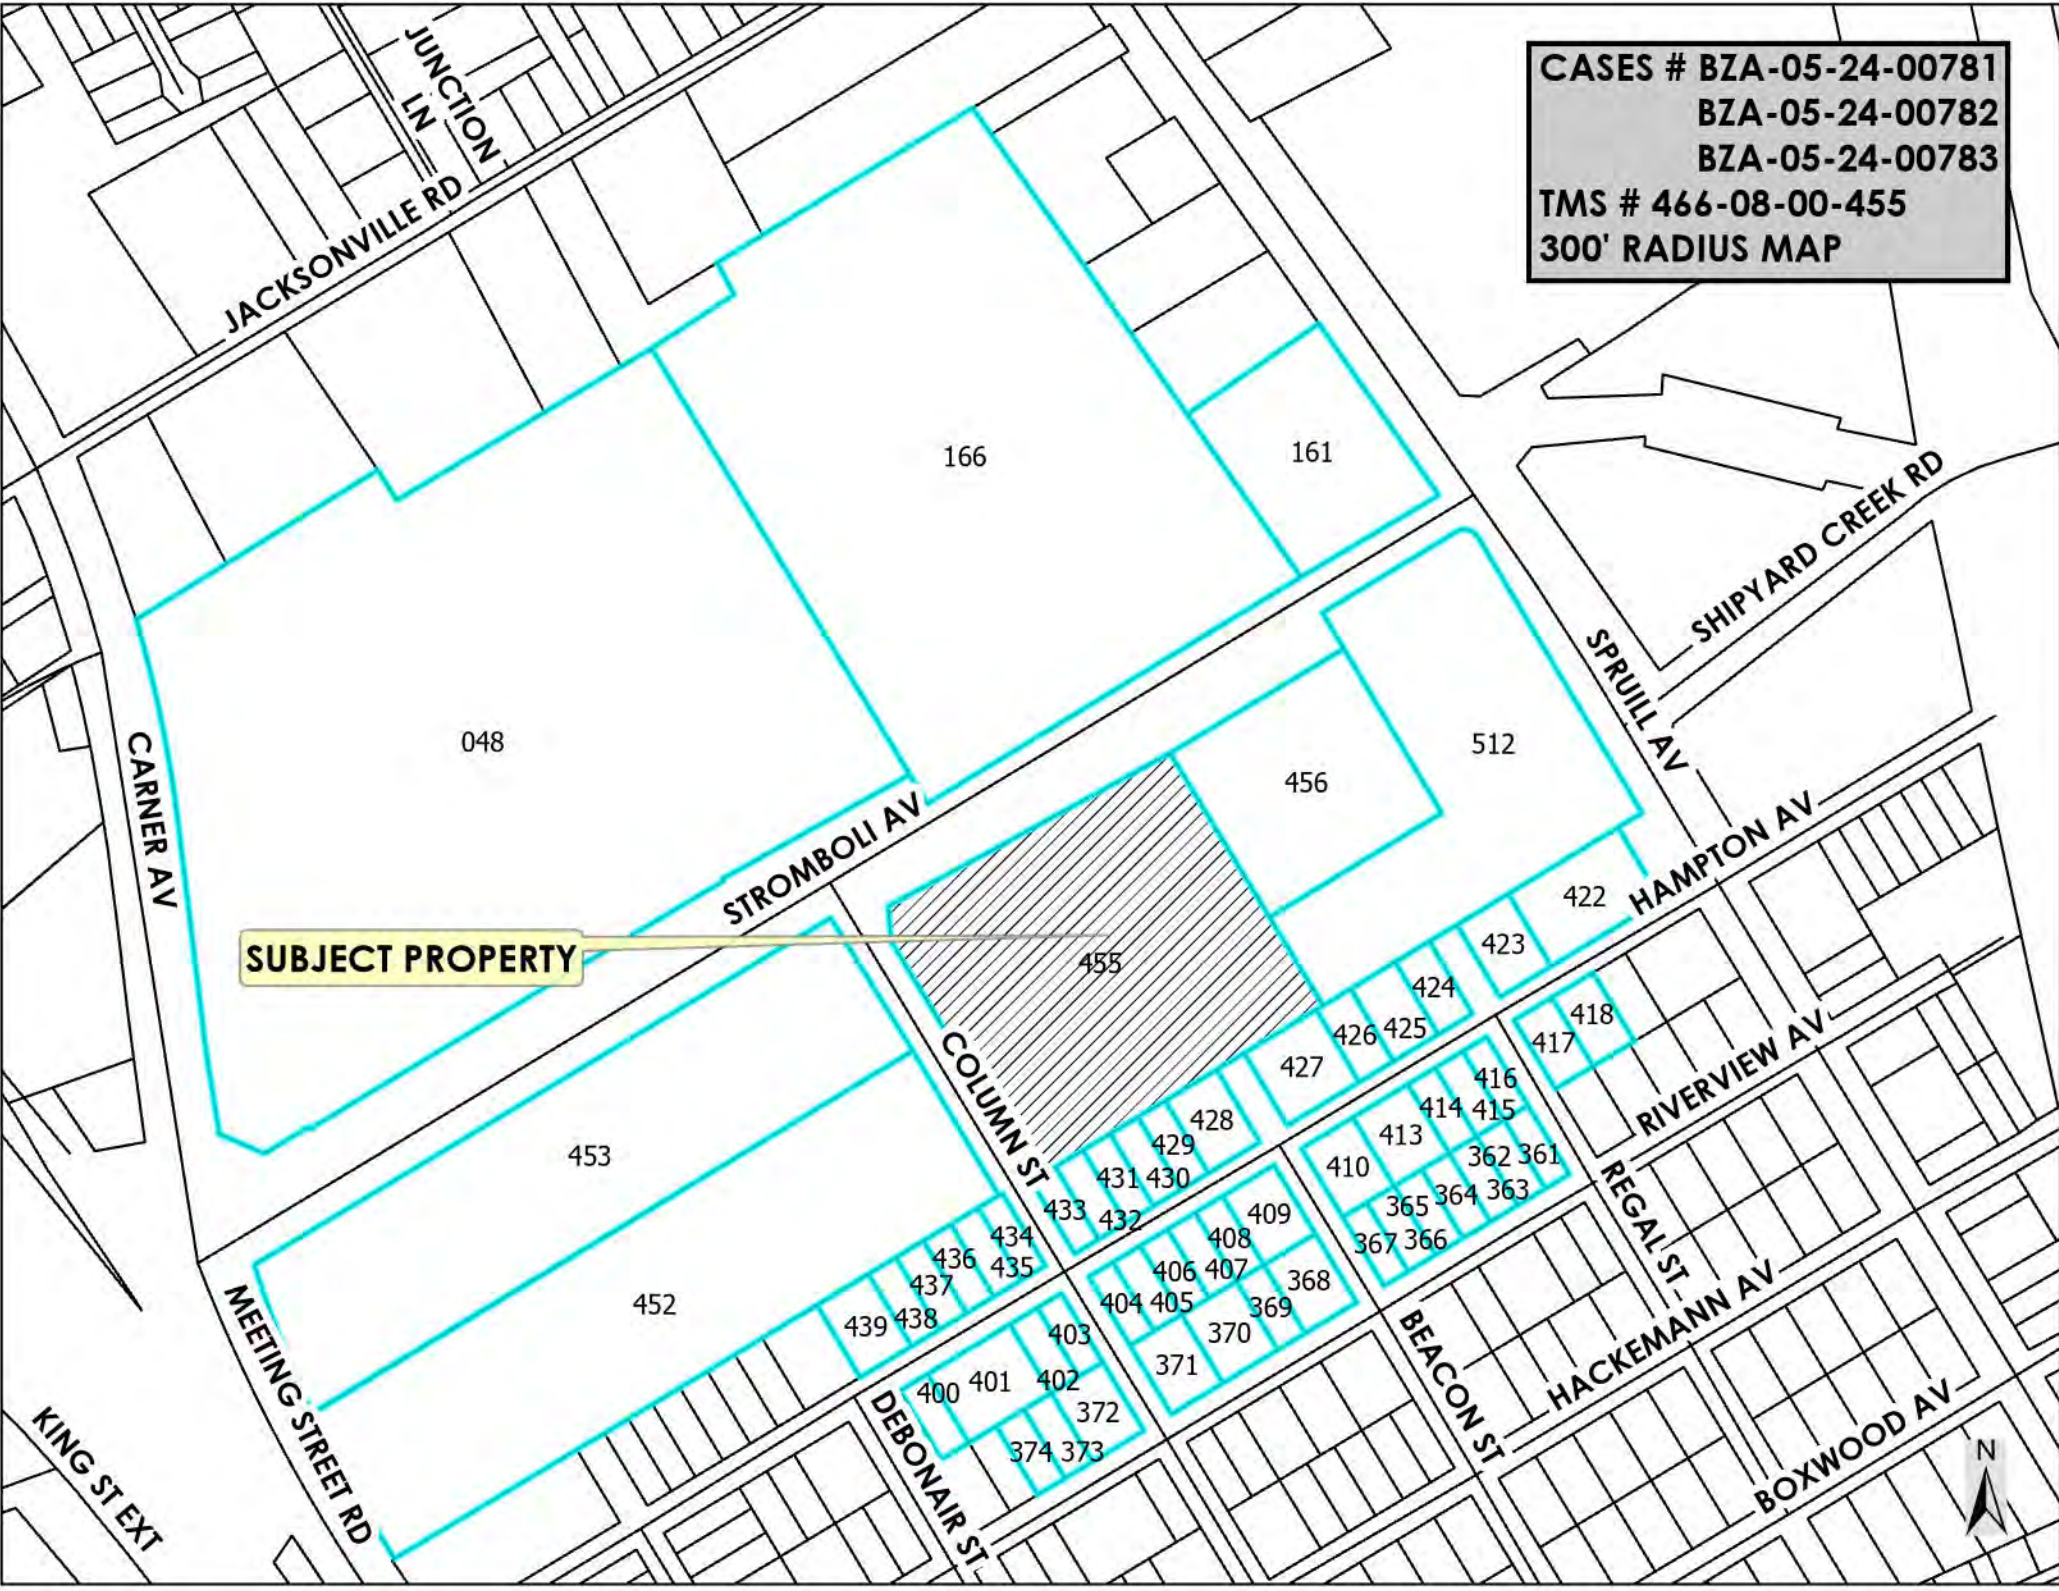 CASES # BZA-05-24-00781
BZA-05-24-00782
BZA-05-24-00783
TMS # 466-08-00-455
300' RADIUS MAP
JUNCTION
LN
JACKSONVILLE RD
166
161
SHIPYARD CREEK RD
SPRUILL AV
048
512
456
CARNER AV
STROMBOLI AV
HAMPTON AV
422
423
SUBJECT PROPERTY
455
424
426
425
418
417
427
COLUMN ST
RIVERVIEW AV
416
414
415
413
428
429
410
362
361
431
430
453
365
364
363
433
432
409
367
366
REGAL ST
434
408
436
435
406
407
437
368
404
405
369
452
438
439
403
370
371
MEETING STREET RD
400
401
402
372
374
373
BEACON ST
HACKEMANN AV
DEBONAIR ST
BOXWOOD AV
KING ST EXT
N